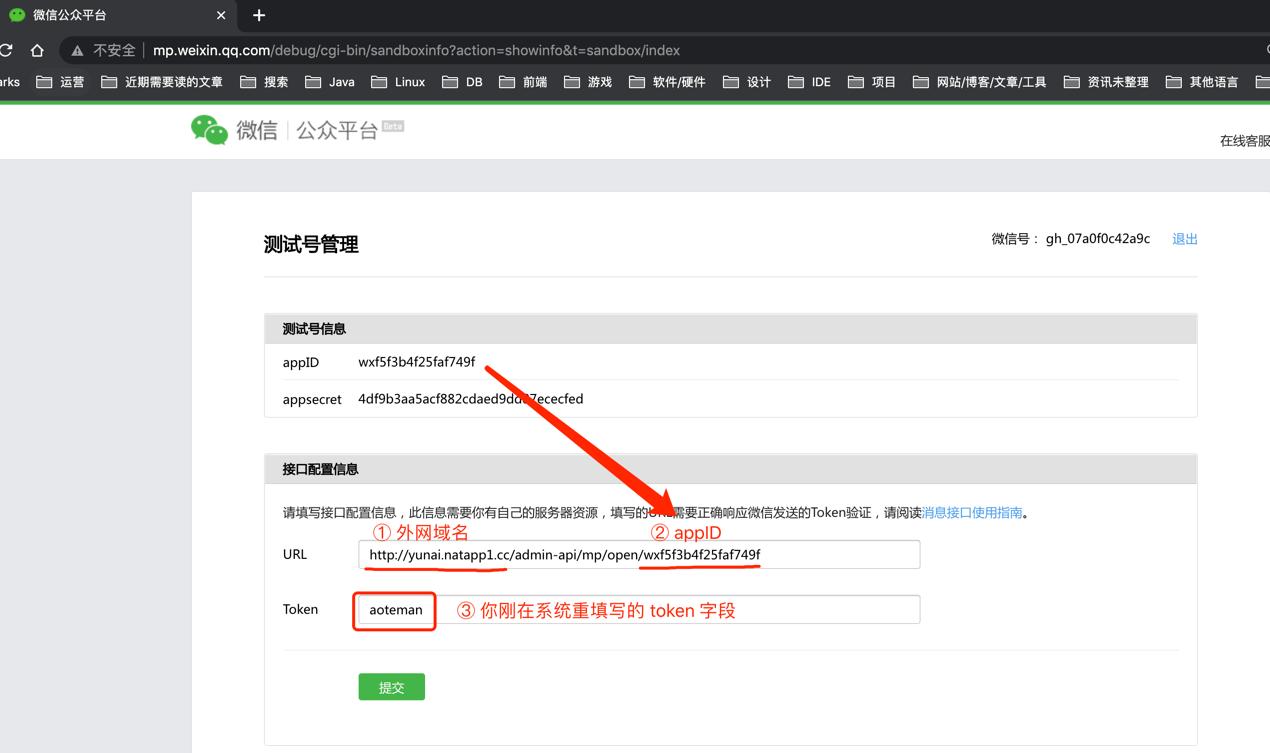 微信公众平台
不安全 mp.weixin.qq.com/debug/cgi-bin/sandboxinfo?action=showinfo&t=sandbox/index
arks 运营 近期需要读的文章 搜索 Java Linux DB 前端 游戏 软件/硬件 设计 IDE 项目 网站/博客/文章/工具 资讯未整理 其他语言
微信 公众平台 Beta
在线客服
测试号管理
微信号： gh_07a0f0c42a9c 退出
测试号信息
appID wxf5f3b4f25faf749f
appsecret
接口配置信息
请填写接口配置信息，此信息需要你有自己的服务器资源，填写的URL需要正确响应微信发送的Token验证，请阅读消息接口使用指南。
① 外网域名 ② appID
URL http://yunai.natapp1.cc/admin-api/mp/open/wxf5f3b4f25faf749f
Token aoteman ③ 你刚在系统重填写的 token 字段
提交